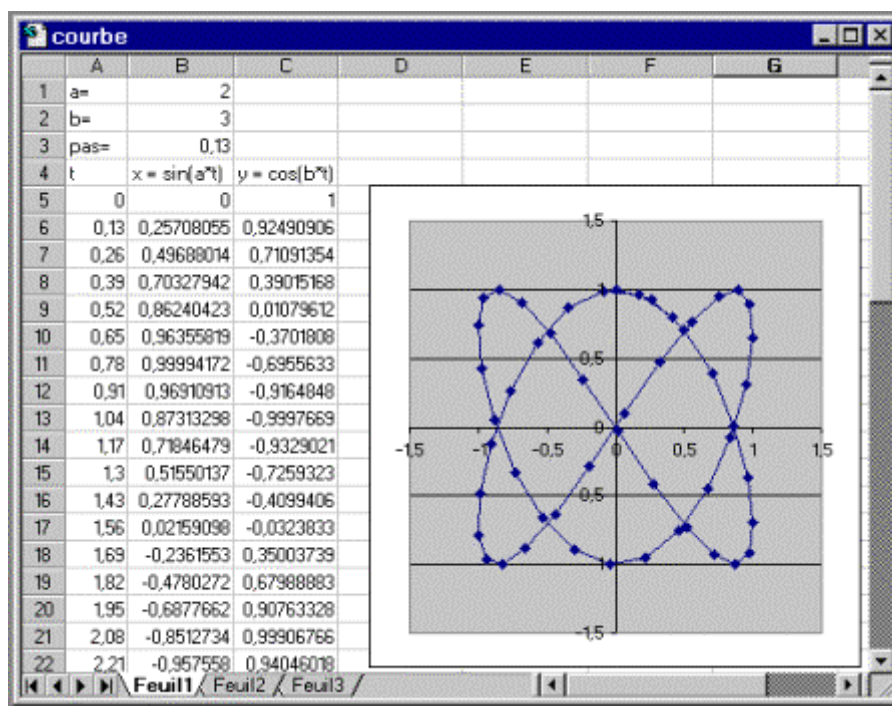 courbe
A B C D E F G
1 a= 2
2 b= 3
3 pas= 0,13
4 t x = sin(a*t) y = cos(b*t)
5 0 0 1
6 0,13 0,25708055 0,92490906
7 0,26 0,49688014 0,71091354
8 0,39 0,70327942 0,39015168
9 0,52 0,86240423 0,01079612
10 0,65 0,96355819 -0,3701808
11 0,78 0,99994172 -0,6955633
12 0,91 0,96910913 -0,9164848
13 1,04 0,87313298 -0,9997669
14 1,17 0,71846479 -0,9329021
15 1,3 0,51550137 -0,7259323
16 1,43 0,27788593 -0,4099406
17 1,56 0,02159098 -0,0323833
18 1,69 -0,2361553 0,35003739
19 1,82 -0,4780272 0,67988883
20 1,95 -0,6877662 0,90763328
21 2,08 -0,8512734 0,99906766
22 2,21 -0,957558 0,94046018
1,5
1
0,5
0
-1,5 -1 -0,5 0 0,5 1 1,5
-0,5
-1
-1,5
Feuil1 Feuil2 Feuil3